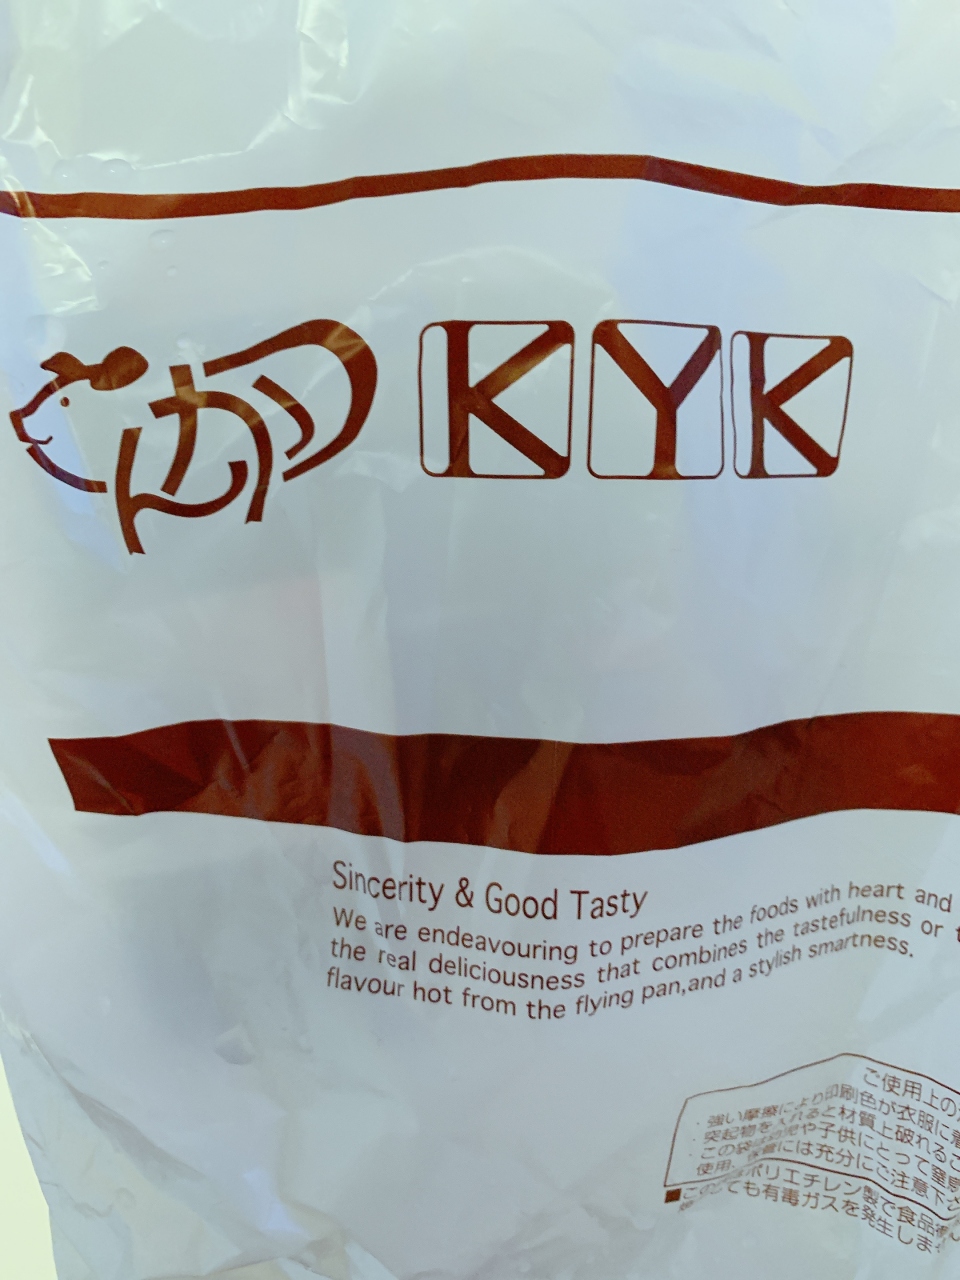 とんかつ KYK
Sincerity & Good Tasty
We are endeavouring to prepare the foods with heart and
the real deliciousness that combines the tastefulness or
flavour hot from the flying pan,and a stylish smartness.
ご使用上の
・強い摩擦により印刷色が衣服に
・突起物を入れると材質上破れるこ
・この袋は幼児や子供にとって窒
使用、保管には充分にご注意下さ
■このポリエチレン製で食品
ても有毒ガスを発生しま